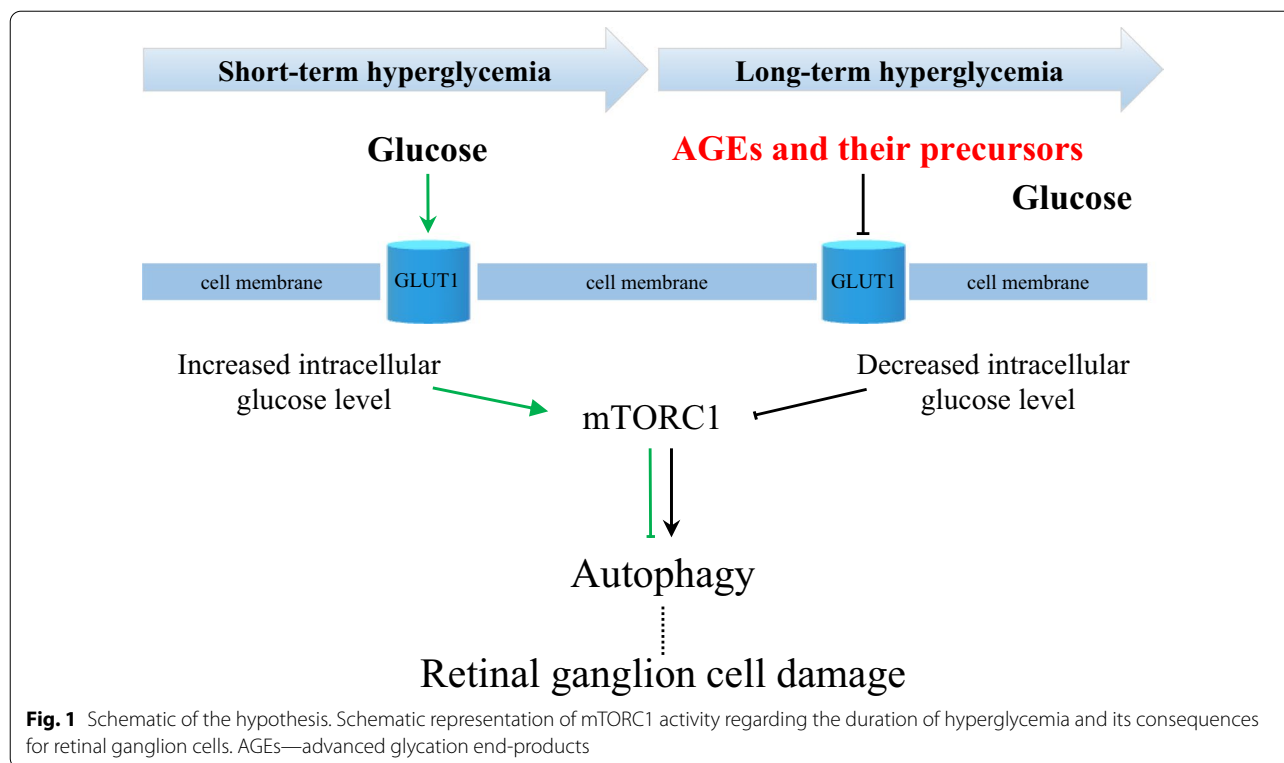 Short-term hyperglycemia
Long-term hyperglycemia
Glucose
AGEs and their precursors
Glucose
cell membrane
GLUT1
cell membrane
GLUT1
cell membrane
Increased intracellular
glucose level
Decreased intracellular
glucose level
mTORC1
Autophagy
Retinal ganglion cell damage
Fig. 1 Schematic of the hypothesis. Schematic representation of mTORC1 activity regarding the duration of hyperglycemia and its consequences
for retinal ganglion cells. AGEs—advanced glycation end-products